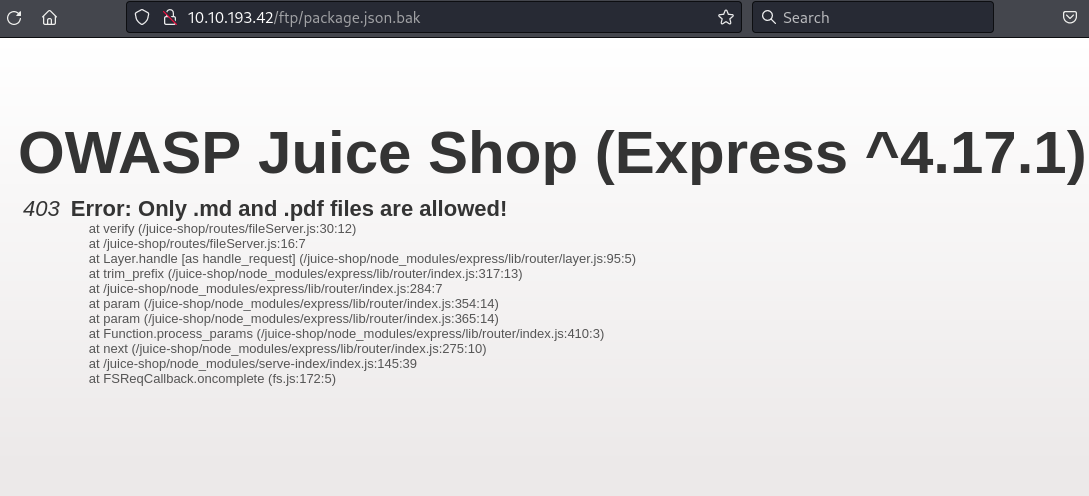 10.10.193.42/ftp/package.json.bak
Search
OWASP Juice Shop (Express ^4.17.1)
403 Error: Only .md and .pdf files are allowed!
at verify (/juice-shop/routes/fileServer.js:30:12)
at /juice-shop/routes/fileServer.js:16:7
at Layer.handle [as handle_request] (/juice-shop/node_modules/express/lib/router/layer.js:95:5)
at trim_prefix (/juice-shop/node_modules/express/lib/router/index.js:317:13)
at /juice-shop/node_modules/express/lib/router/index.js:284:7
at param (/juice-shop/node_modules/express/lib/router/index.js:354:14)
at param (/juice-shop/node_modules/express/lib/router/index.js:365:14)
at Function.process_params (/juice-shop/node_modules/express/lib/router/index.js:410:3)
at next (/juice-shop/node_modules/express/lib/router/index.js:275:10)
at /juice-shop/node_modules/serve-index/index.js:145:39
at FSReqCallback.oncomplete (fs.js:172:5)